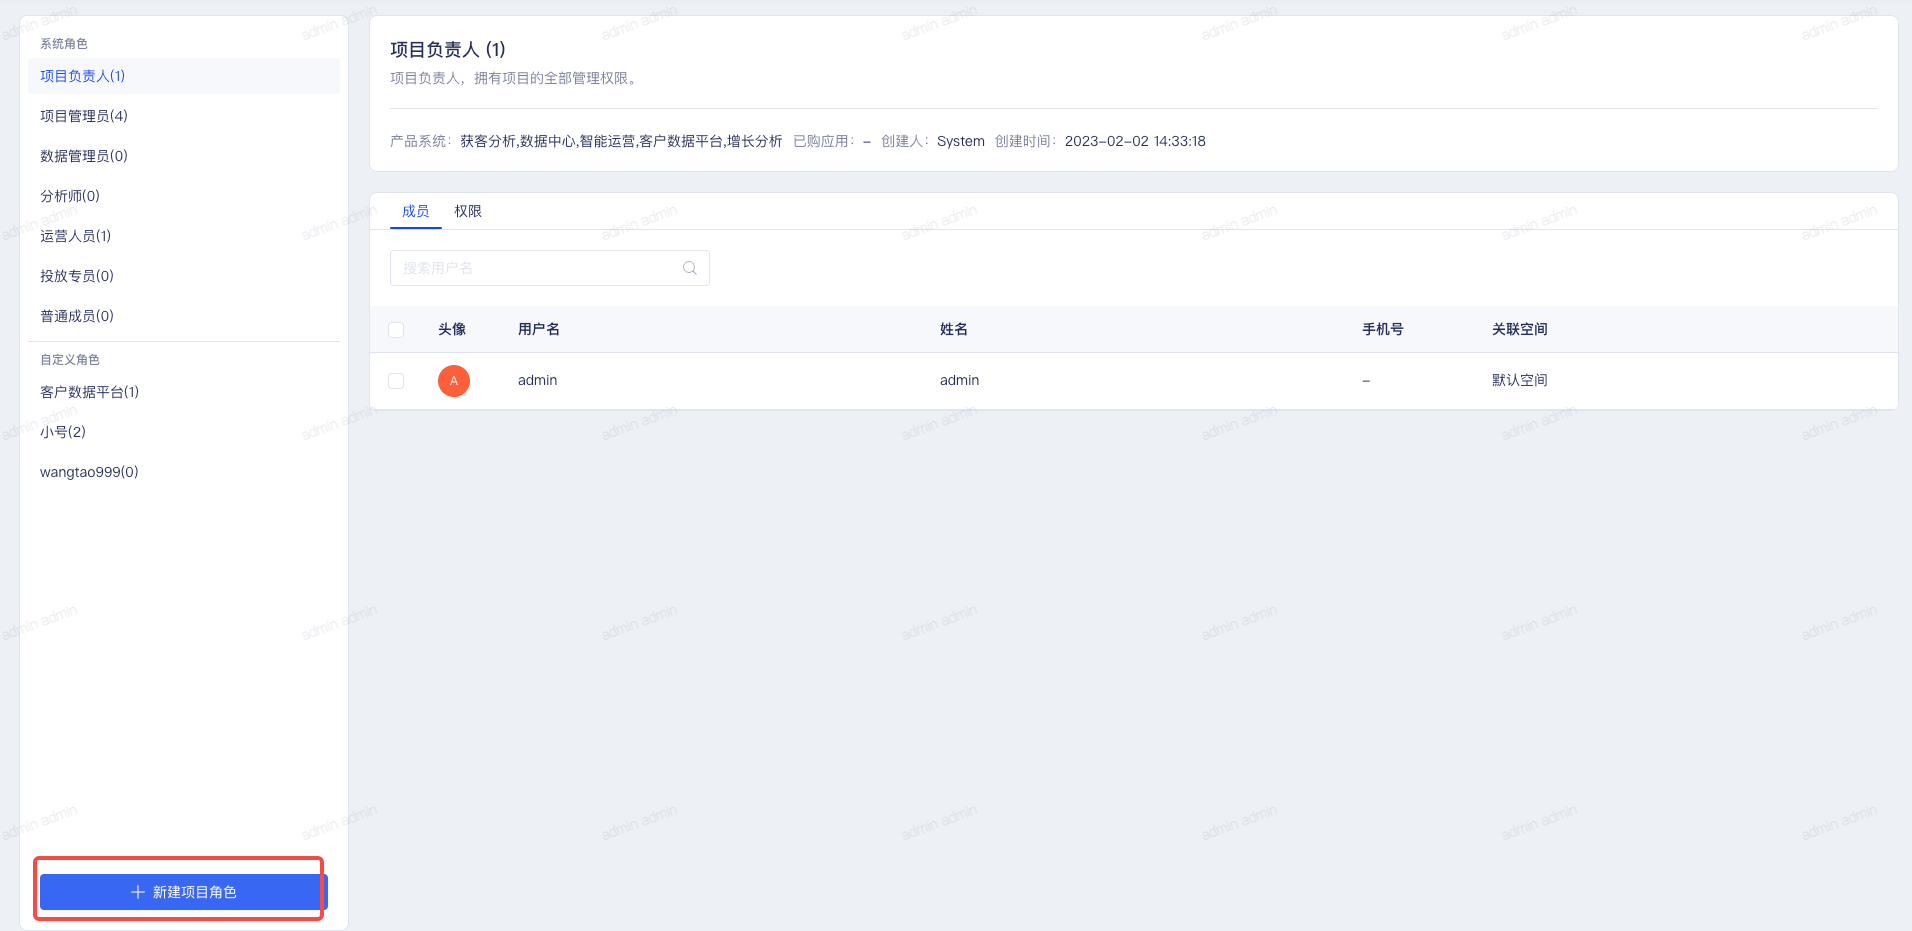 系统角色
项目负责人(1)
项目管理员(4)
数据管理员(0)
分析师(0)
运营人员(1)
投放专员(0)
普通成员(0)
自定义角色
客户数据平台(1)
小号(2)
wangtao999(0)
新建项目角色
项目负责人 (1)
项目负责人，拥有项目的全部管理权限。
产品系统: 获客分析,数据中心,智能运营,客户数据平台,增长分析 已购应用: – 创建人: System 创建时间: 2023-02-02 14:33:18
成员 权限
搜索用户名
头像 用户名 姓名 手机号 关联空间
A admin admin – 默认空间
admin admin